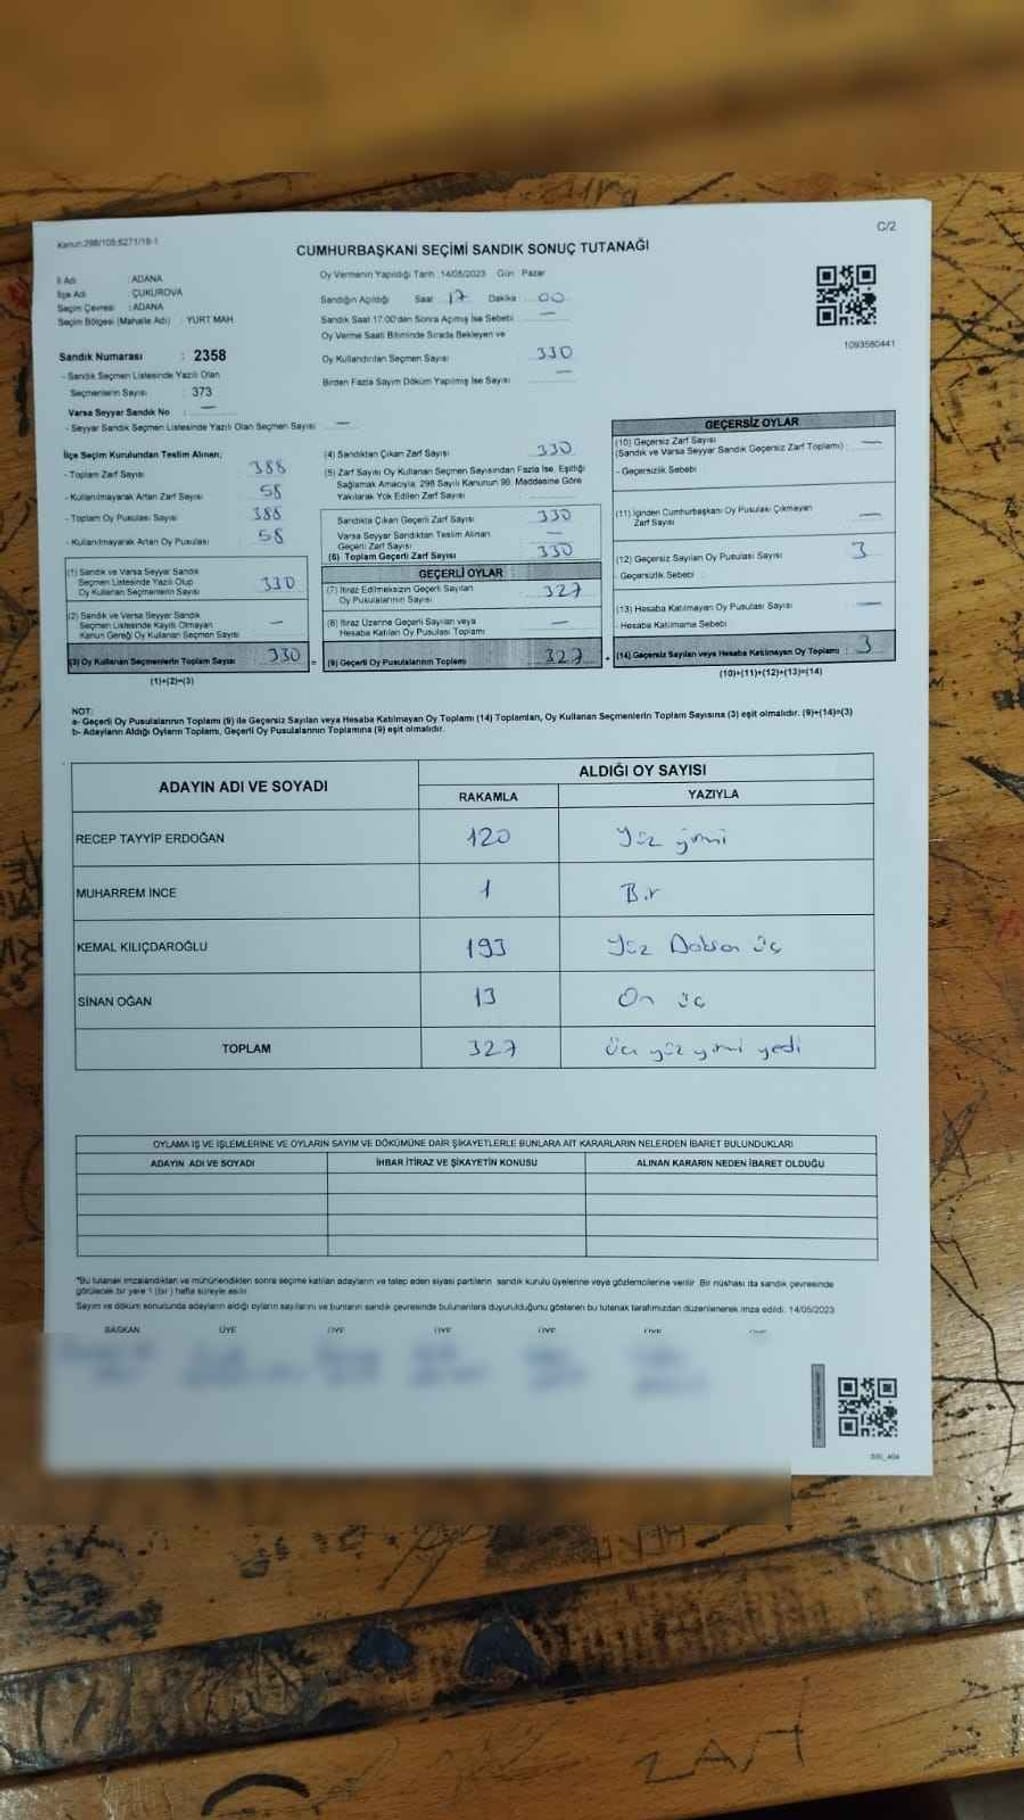 Kanun:298/105;6271/18-1
C/2
CUMHURBAŞKANI SEÇİMİ SANDIK SONUÇ TUTANAĞI
İl Adı : ADANA
İlçe Adı : ÇUKUROVA
Seçim Çevresi : ADANA
Seçim Bölgesi (Mahalle Adı) : YURT MAH.
Oy Vermenin Yapıldığı Tarih :14/05/2023 Gün : Pazar
Sandığın Açıldığı Saat 17 Dakika : 00
Sandık Saat 17:00'den Sonra Açılmış İse Sebebi : —
Oy Verme Saati Bitiminde Sırada Bekleyen ve
Oy Kullandırılan Seçmen Sayısı 330
Birden Fazla Sayım Döküm Yapılmış İse Sayısı —
1093580441
Sandık Numarası : 2358
- Sandık Seçmen Listesinde Yazılı Olan
Seçmenlerin Sayısı : 373
Varsa Seyyar Sandık No : —
- Seyyar Sandık Seçmen Listesinde Yazılı Olan Seçmen Sayısı —
İlçe Seçim Kurulundan Teslim Alınan;
- Toplam Zarf Sayısı 388
- Kullanılmayarak Artan Zarf Sayısı 58
- Toplam Oy Pusulası Sayısı 388
- Kullanılmayarak Artan Oy Pusulası 58
(1) Sandık ve Varsa Seyyar Sandık
Seçmen Listesinde Yazılı Olup
Oy Kullanan Seçmenlerin Sayısı 330
(2) Sandık ve Varsa Seyyar Sandık
Seçmen Listesinde Kayıtlı Olmayan
Kanun Gereği Oy Kullanan Seçmen Sayısı —
(3) Oy Kullanan Seçmenlerin Toplam Sayısı 330 =
(1)+(2)=(3)
(4) Sandıktan Çıkan Zarf Sayısı 330
(5) Zarf Sayısı Oy Kullanan Seçmen Sayısından Fazla İse, Eşitliği
Sağlamak Amacıyla, 298 Sayılı Kanunun 98. Maddesine Göre
Yakılarak Yok Edilen Zarf Sayısı
Sandıkta Çıkan Geçerli Zarf Sayısı 330
Varsa Seyyar Sandıktan Teslim Alınan
Geçerli Zarf Sayısı —
(6) Toplam Geçerli Zarf Sayısı 330
GEÇERLİ OYLAR
(7) İtiraz Edilmeksizin Geçerli Sayılan
Oy Pusulalarının Sayısı 327
(8) İtiraz Üzerine Geçerli Sayılan veya
Hesaba Katılan Oy Pusulası Toplamı —
(9) Geçerli Oy Pusulalarının Toplamı 327 +
GEÇERSİZ OYLAR
(10) Geçersiz Zarf Sayısı
(Sandık ve Varsa Seyyar Sandık Geçersiz Zarf Toplamı) —
- Geçersizlik Sebebi
(11) İçinden Cumhurbaşkanı Oy Pusulası Çıkmayan
Zarf Sayısı —
(12) Geçersiz Sayılan Oy Pusulası Sayısı 3
- Geçersizlik Sebebi
(13) Hesaba Katılmayan Oy Pusulası Sayısı —
- Hesaba Katılmama Sebebi
(14) Geçersiz Sayılan veya Hesaba Katılmayan Oy Toplamı : 3
(10)+(11)+(12)+(13)=(14)
NOT:
a- Geçerli Oy Pusulalarının Toplamı (9) ile Geçersiz Sayılan veya Hesaba Katılmayan Oy Toplamı (14) Toplamları, Oy Kullanan Seçmenlerin Toplam Sayısına (3) eşit olmalıdır. (9)+(14)=(3)
b- Adayların Aldığı Oyların Toplamı, Geçerli Oy Pusulalarının Toplamına (9) eşit olmalıdır.
ADAYIN ADI VE SOYADI
ALDIĞI OY SAYISI
RAKAMLA YAZIYLA
RECEP TAYYİP ERDOĞAN 120 Yüz yirmi
MUHARREM İNCE 1 Bir
KEMAL KILIÇDAROĞLU 193 Yüz Doksan üç
SİNAN OĞAN 13 On üç
TOPLAM 327 üç yüz yirmi yedi
OYLAMA İŞ VE İŞLEMLERİNE VE OYLARIN SAYIM VE DÖKÜMÜNE DAİR ŞİKAYETLERLE BUNLARA AİT KARARLARIN NELERDEN İBARET BULUNDUKLARI
ADAYIN ADI VE SOYADI İHBAR İTİRAZ VE ŞİKAYETİN KONUSU ALINAN KARARIN NEDEN İBARET OLDUĞU
*Bu tutanak imzalandıktan ve mühürlendikten sonra seçime katılan adayların ve talep eden siyasi partilerin sandık kurulu üyelerine veya gözlemcilerine verilir. Bir nüshası da sandık çevresinde
görülecek bir yere 1 (bir) hafta süreyle asılır.
Sayım ve döküm sonucunda adayların aldığı oyların sayılarını ve bunların sandık çevresinde bulunanlara duyurulduğunu gösteren bu tutanak tarafımızdan düzenlenerek imza edildi. 14/05/2023
BAŞKAN ÜYE ÜYE ÜYE ÜYE ÜYE
ZAH